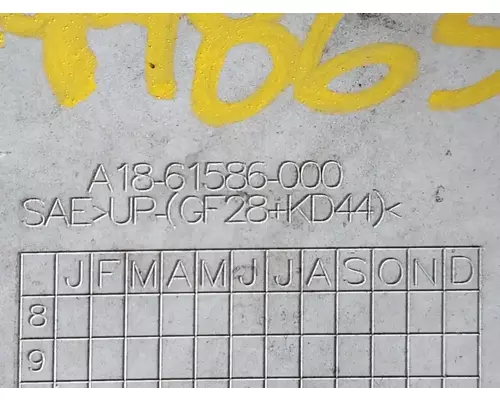 A18-61586-000
SAE>UP-(GF28+KD44)<
J F M A M J J A S O N D
8
9